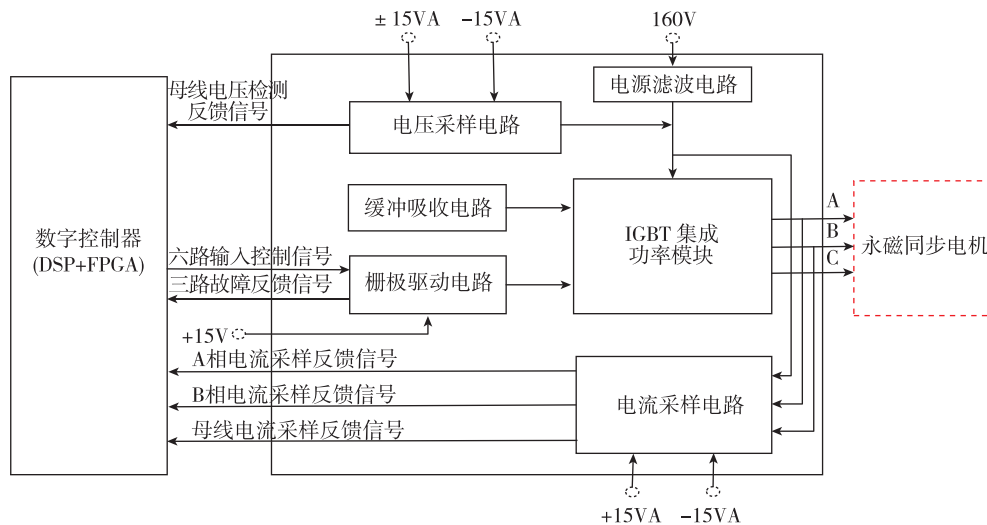 ± 15VA
−15VA
160V
电源滤波电路
母线电压检测
反馈信号
电压采样电路
缓冲吸收电路
IGBT 集成
功率模块
A
B
C
永磁同步电机
数字控制器
(DSP+FPGA)
六路输入控制信号
三路故障反馈信号
栅极驱动电路
+15V
A相电流采样反馈信号
B相电流采样反馈信号
母线电流采样反馈信号
电流采样电路
+15VA
−15VA